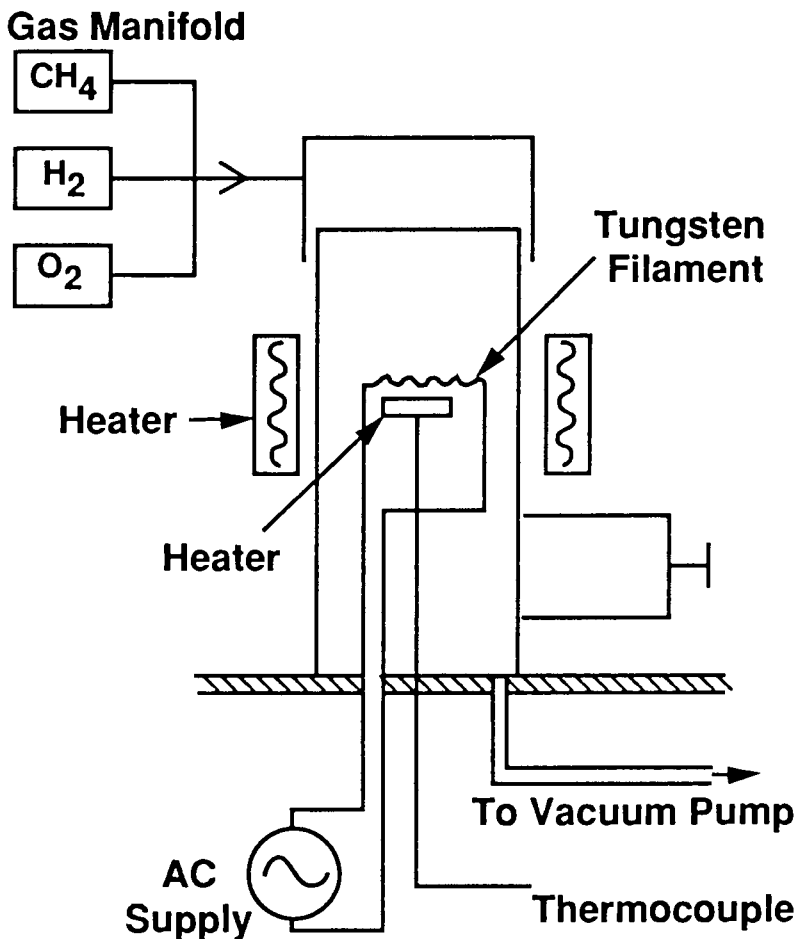 Gas Manifold
CH4
H2
O2
Tungsten
Filament
Heater
Heater
To Vacuum Pump
AC
Supply
Thermocouple